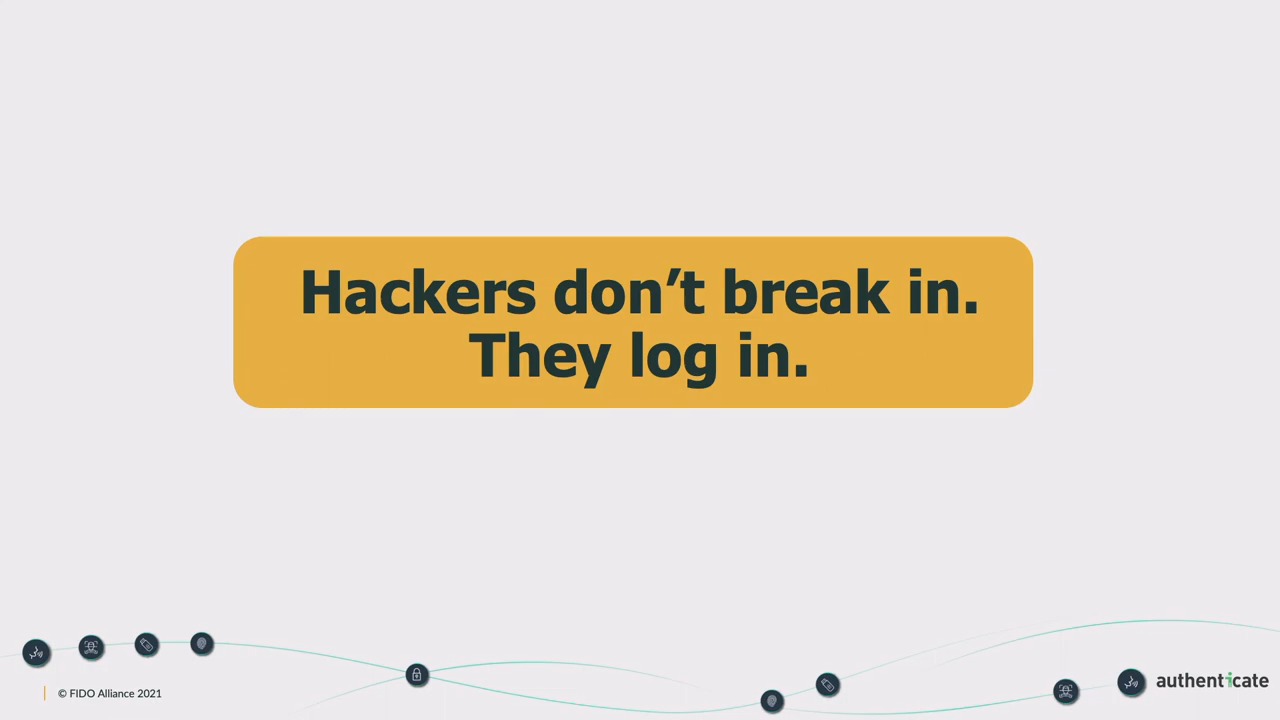 Hackers don’t break in.
They log in.
© FIDO Alliance 2021
authenticate